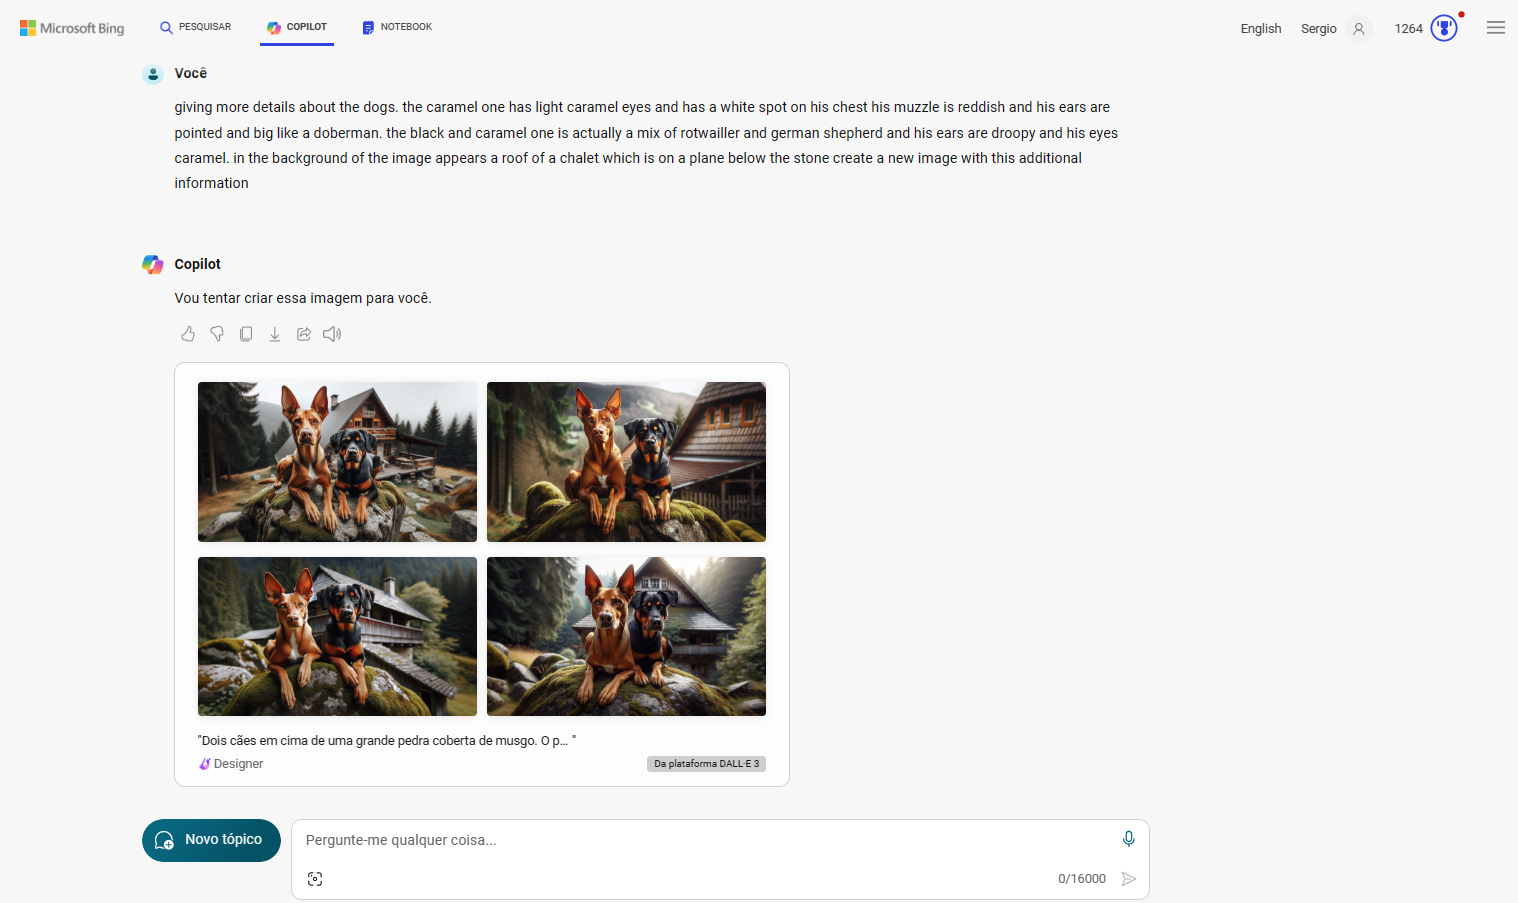 Microsoft Bing
PESQUISAR
COPILOT
NOTEBOOK
English
Sergio
1264
Você
giving more details about the dogs. the caramel one has light caramel eyes and has a white spot on his chest his muzzle is reddish and his ears are
pointed and big like a doberman. the black and caramel one is actually a mix of rotwailler and german shepherd and his ears are droopy and his eyes
caramel. in the background of the image appears a roof of a chalet which is on a plane below the stone create a new image with this additional
information
Copilot
Vou tentar criar essa imagem para você.
"Dois cães em cima de uma grande pedra coberta de musgo. O p... "
Designer
Da plataforma DALL·E 3
Novo tópico
Pergunte-me qualquer coisa...
0/16000